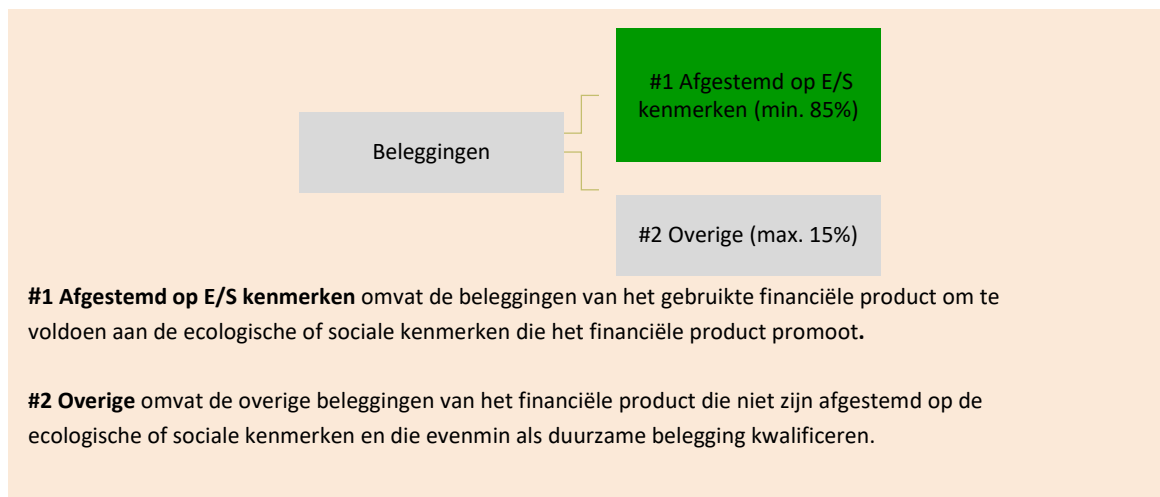 #1 Afgestemd op E/S
kenmerken (min. 85%)
Beleggingen
#2 Overige (max. 15%)
#1 Afgestemd op E/S kenmerken omvat de beleggingen van het gebruikte financiële product om te
voldoen aan de ecologische of sociale kenmerken die het financiële product promoot.
#2 Overige omvat de overige beleggingen van het financiële product die niet zijn afgestemd op de
ecologische of sociale kenmerken en die evenmin als duurzame belegging kwalificeren.